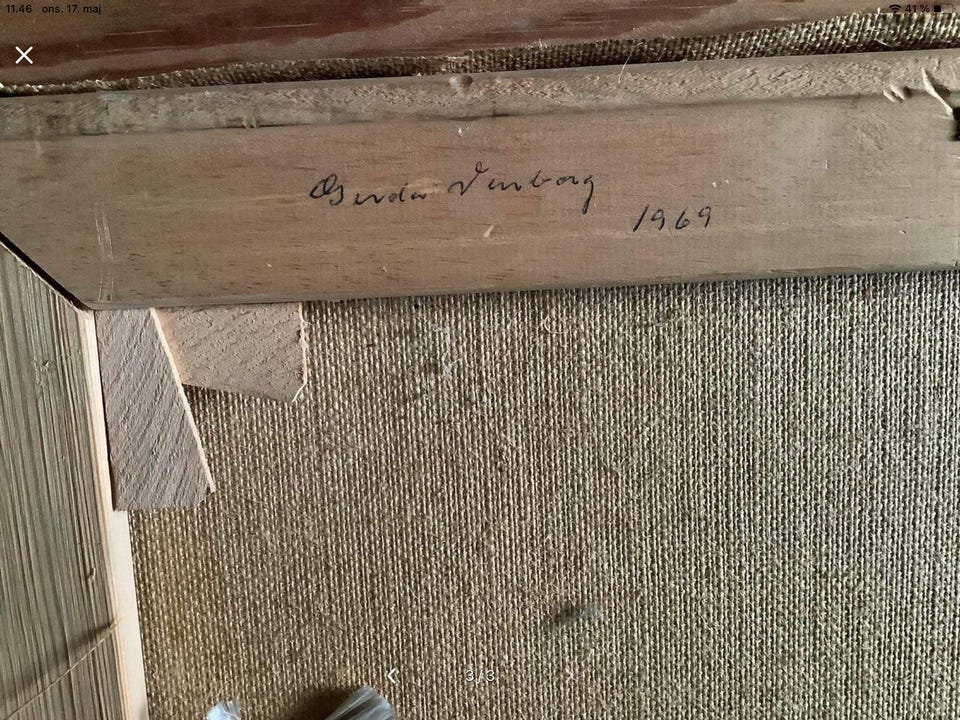 11.46 ons. 17. maj
41 %
Gerda
1969
3/3